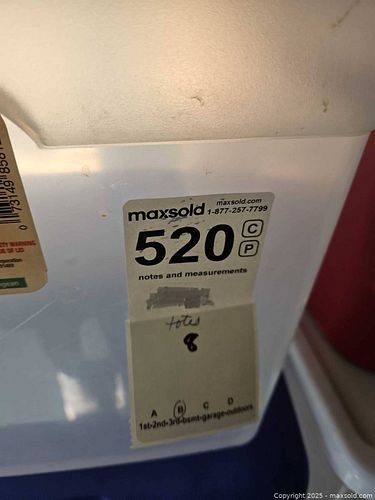 maxsold
maxsold.com
1-877-257-7799
520
C
P
notes and measurements
totes
8
A B C D
1st-2nd-3rd-bsmt-garage-outdoors
Copyright 2025 - maxsold.com